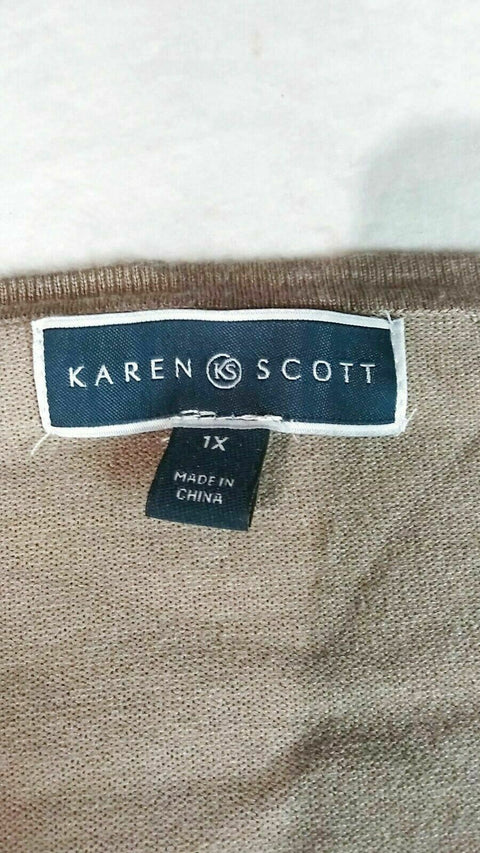 KAREN KS SCOTT
1X
MADE IN
CHINA